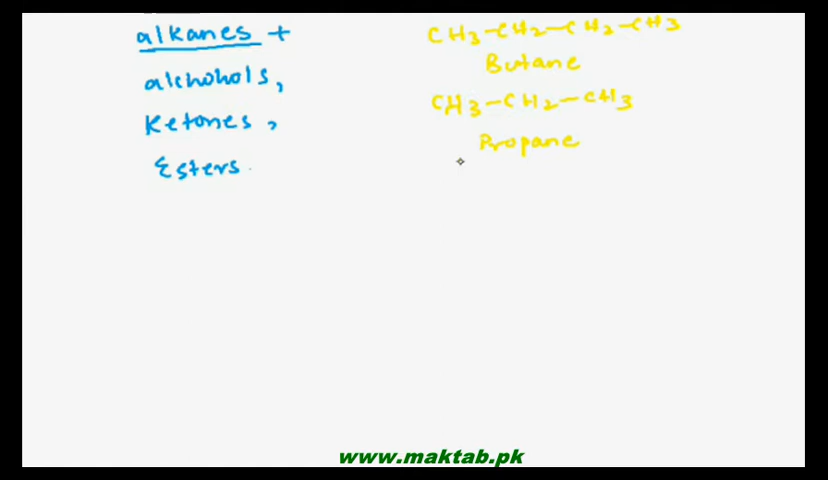 alkanes +
alchohols,
Ketones,
Esters.
CH3-CH2-CH2-CH3
Butane
CH3-CH2-CH3
Propane
www.maktab.pk